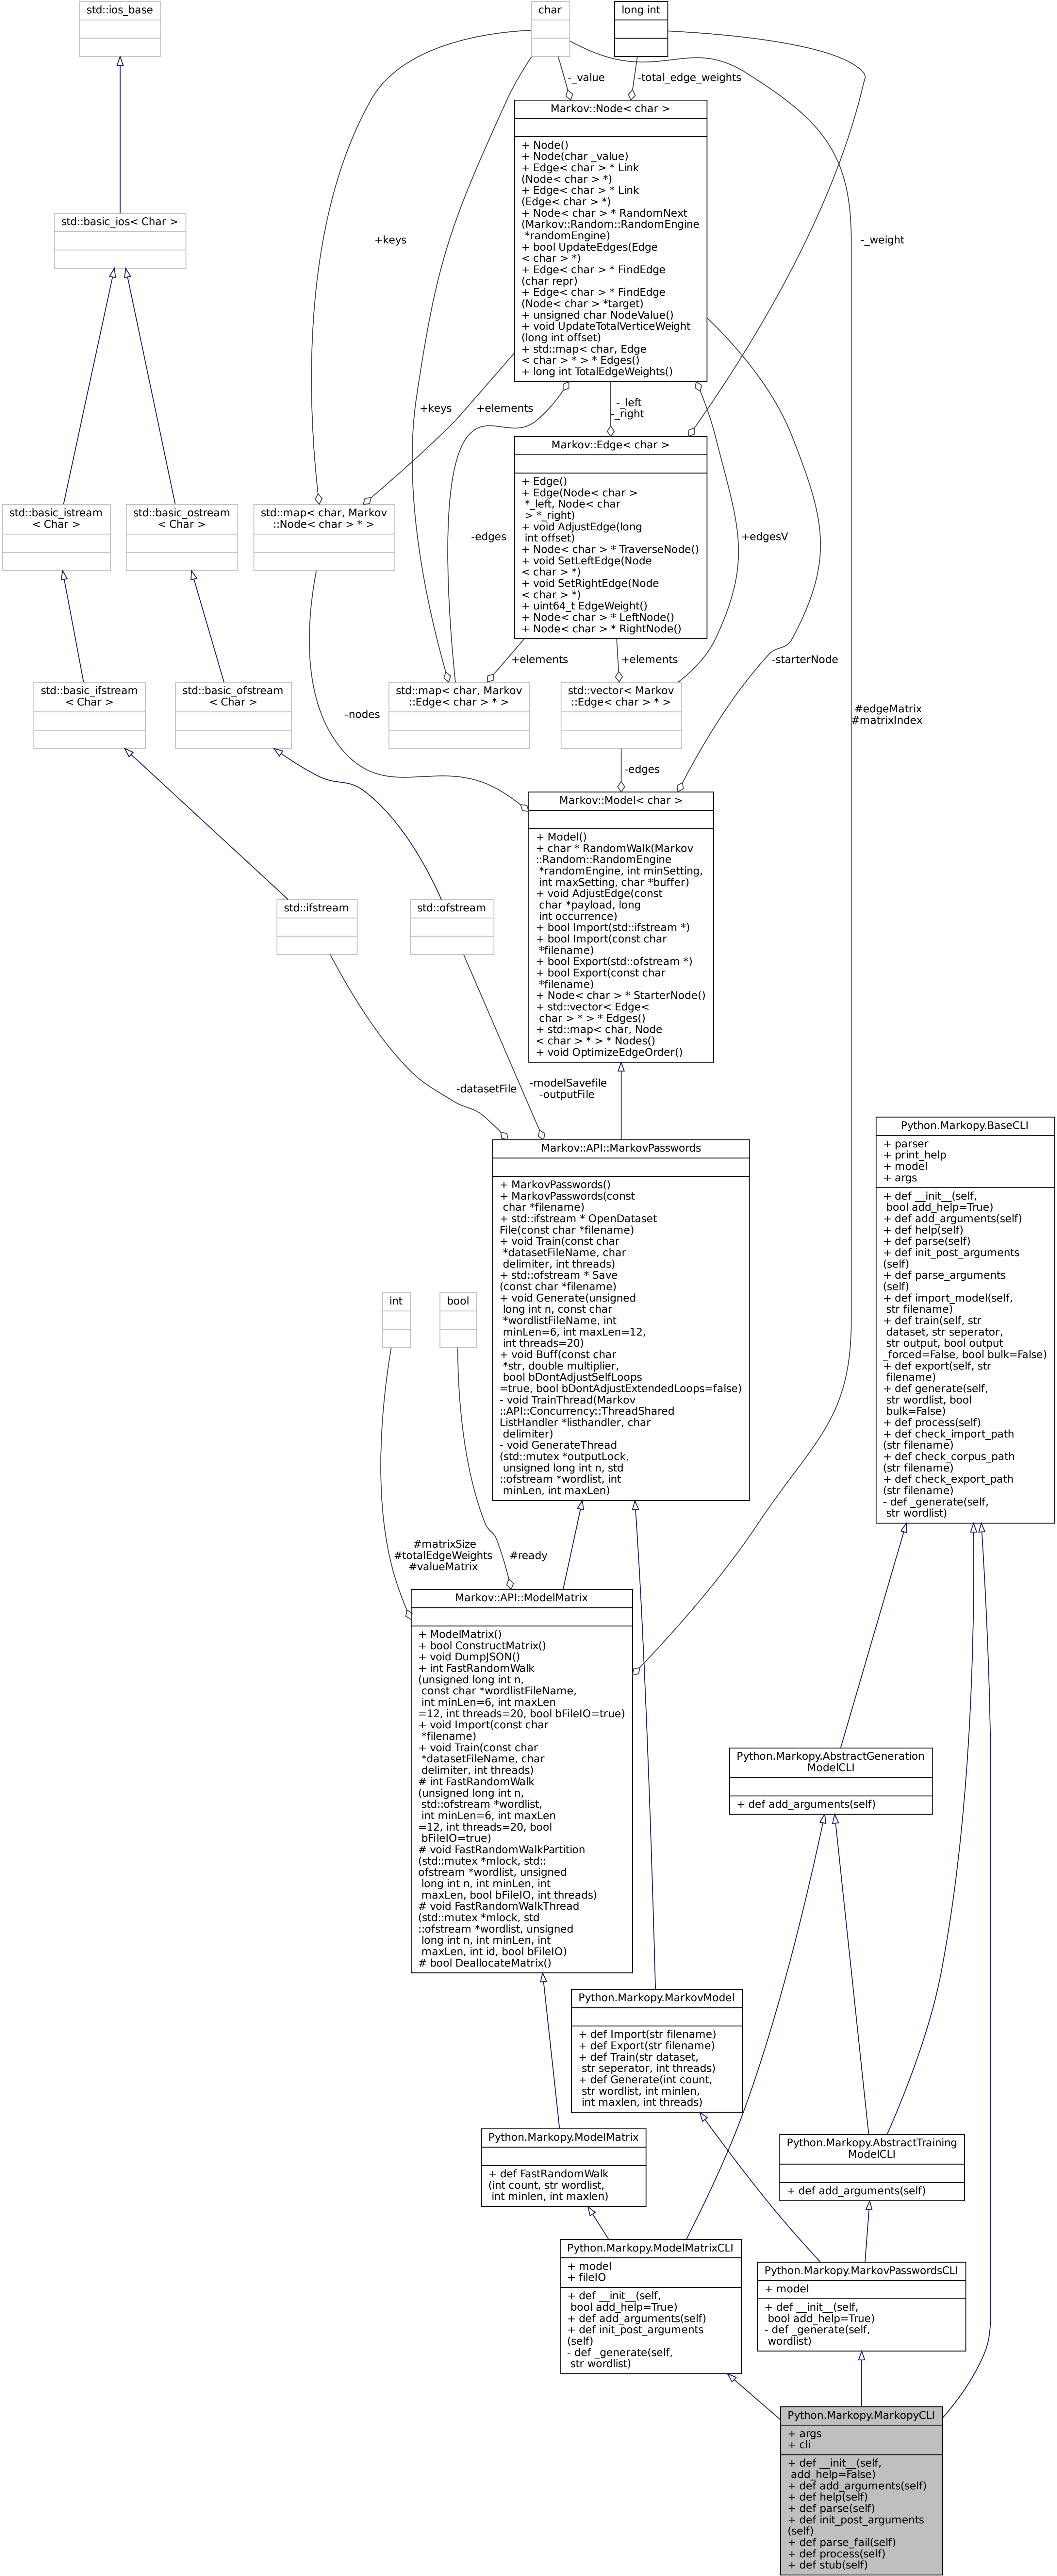 std::ios_base
char
long int
-_value
-total_edge_weights
Markov::Node< char >
+ Node()
+ Node(char _value)
+ Edge< char > * Link
(Node< char > *)
+ Edge< char > * Link
(Edge< char > *)
+ Node< char > * RandomNext
(Markov::Random::RandomEngine
*randomEngine)
+ bool UpdateEdges(Edge
< char > *)
+ Edge< char > * FindEdge
(char repr)
+ Edge< char > * FindEdge
(Node< char > *target)
+ unsigned char NodeValue()
+ void UpdateTotalVerticeWeight
(long int offset)
+ std::map< char, Edge
< char > * > * Edges()
+ long int TotalEdgeWeights()
std::basic_ios< Char >
+keys
-_weight
+keys
+elements
-_left
-_right
Markov::Edge< char >
+ Edge()
+ Edge(Node< char >
*_left, Node< char
> *_right)
+ void AdjustEdge(long
int offset)
+ Node< char > * TraverseNode()
+ void SetLeftEdge(Node
< char > *)
+ void SetRightEdge(Node
< char > *)
+ uint64_t EdgeWeight()
+ Node< char > * LeftNode()
+ Node< char > * RightNode()
std::basic_istream
< Char >
std::basic_ostream
< Char >
std::map< char, Markov
::Node< char > * >
-edges
+edgesV
+elements
+elements
-starterNode
std::basic_ifstream
< Char >
std::basic_ofstream
< Char >
std::map< char, Markov
::Edge< char > * >
std::vector< Markov
::Edge< char > * >
-nodes
#edgeMatrix
#matrixIndex
-edges
Markov::Model< char >
+ Model()
+ char * RandomWalk(Markov
::Random::RandomEngine
*randomEngine, int minSetting,
int maxSetting, char *buffer)
+ void AdjustEdge(const
char *payload, long
int occurrence)
+ bool Import(std::ifstream *)
+ bool Import(const char
*filename)
+ bool Export(std::ofstream *)
+ bool Export(const char
*filename)
+ Node< char > * StarterNode()
+ std::vector< Edge<
char > * > * Edges()
+ std::map< char, Node
< char > * > * Nodes()
+ void OptimizeEdgeOrder()
std::ifstream
std::ofstream
-datasetFile
-modelSavefile
-outputFile
Markov::API::MarkovPasswords
+ MarkovPasswords()
+ MarkovPasswords(const
char *filename)
+ std::ifstream * OpenDataset
File(const char *filename)
+ void Train(const char
*datasetFileName, char
delimiter, int threads)
+ std::ofstream * Save
(const char *filename)
+ void Generate(unsigned
long int n, const char
*wordlistFileName, int
minLen=6, int maxLen=12,
int threads=20)
+ void Buff(const char
*str, double multiplier,
bool bDontAdjustSelfLoops
=true, bool bDontAdjustExtendedLoops=false)
- void TrainThread(Markov
::API::Concurrency::ThreadShared
ListHandler *listhandler, char
delimiter)
- void GenerateThread
(std::mutex *outputLock,
unsigned long int n, std
::ofstream *wordlist, int
minLen, int maxLen)
Python.Markopy.BaseCLI
+ parser
+ print_help
+ model
+ args
+ def __init__(self,
bool add_help=True)
+ def add_arguments(self)
+ def help(self)
+ def parse(self)
+ def init_post_arguments
(self)
+ def parse_arguments
(self)
+ def import_model(self,
str filename)
+ def train(self, str
dataset, str seperator,
str output, bool output
_forced=False, bool bulk=False)
+ def export(self, str
filename)
+ def generate(self,
str wordlist, bool
bulk=False)
+ def process(self)
+ def check_import_path
(str filename)
+ def check_corpus_path
(str filename)
+ def check_export_path
(str filename)
- def _generate(self,
str wordlist)
int
bool
#matrixSize
#totalEdgeWeights
#valueMatrix
#ready
Markov::API::ModelMatrix
+ ModelMatrix()
+ bool ConstructMatrix()
+ void DumpJSON()
+ int FastRandomWalk
(unsigned long int n,
const char *wordlistFileName,
int minLen=6, int maxLen
=12, int threads=20, bool bFileIO=true)
+ void Import(const char
*filename)
+ void Train(const char
*datasetFileName, char
delimiter, int threads)
# int FastRandomWalk
(unsigned long int n,
std::ofstream *wordlist,
int minLen=6, int maxLen
=12, int threads=20, bool
bFileIO=true)
# void FastRandomWalkPartition
(std::mutex *mlock, std::
ofstream *wordlist, unsigned
long int n, int minLen, int
maxLen, bool bFileIO, int threads)
# void FastRandomWalkThread
(std::mutex *mlock, std
::ofstream *wordlist, unsigned
long int n, int minLen, int
maxLen, int id, bool bFileIO)
# bool DeallocateMatrix()
Python.Markopy.AbstractGeneration
ModelCLI
+ def add_arguments(self)
Python.Markopy.MarkovModel
+ def Import(str filename)
+ def Export(str filename)
+ def Train(str dataset,
str seperator, int threads)
+ def Generate(int count,
str wordlist, int minlen,
int maxlen, int threads)
Python.Markopy.ModelMatrix
+ def FastRandomWalk
(int count, str wordlist,
int minlen, int maxlen)
Python.Markopy.AbstractTraining
ModelCLI
+ def add_arguments(self)
Python.Markopy.ModelMatrixCLI
+ model
+ fileIO
+ def __init__(self,
bool add_help=True)
+ def add_arguments(self)
+ def init_post_arguments
(self)
- def _generate(self,
str wordlist)
Python.Markopy.MarkovPasswordsCLI
+ model
+ def __init__(self,
bool add_help=True)
- def _generate(self,
wordlist)
Python.Markopy.MarkopyCLI
+ args
+ cli
+ def __init__(self,
add_help=False)
+ def add_arguments(self)
+ def help(self)
+ def parse(self)
+ def init_post_arguments
(self)
+ def parse_fail(self)
+ def process(self)
+ def stub(self)